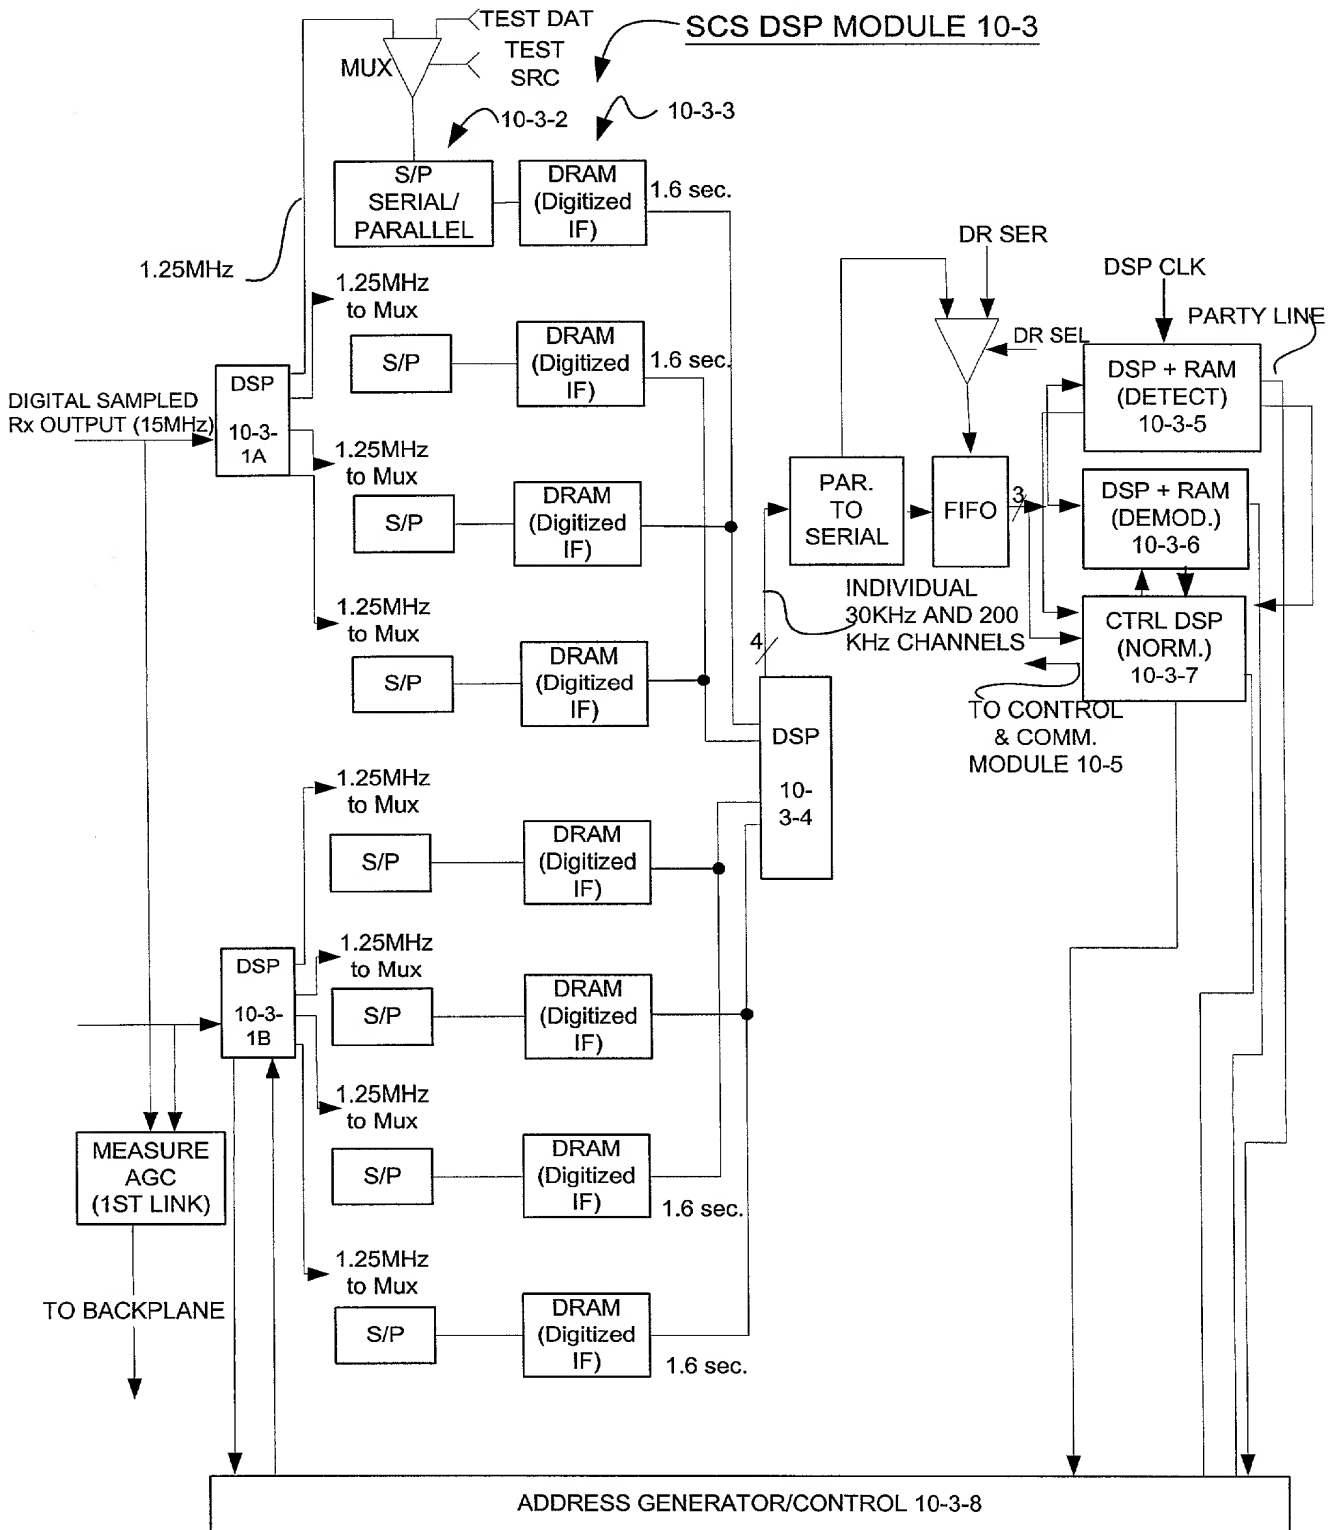 TEST DAT
SCS DSP MODULE 10-3
MUX
TEST
SRC
10-3-2
10-3-3
S/P
SERIAL/
PARALLEL
DRAM
(Digitized
IF)
1.6 sec.
1.25MHz
DR SER
DSP CLK
1.25MHz
to Mux
PARTY LINE
S/P
DRAM
(Digitized
IF)
1.6 sec.
DR SEL
DSP + RAM
(DETECT)
10-3-5
DIGITAL SAMPLED
Rx OUTPUT (15MHz)
DSP
10-3-
1A
1.25MHz
to Mux
S/P
DRAM
(Digitized
IF)
PAR.
TO
SERIAL
FIFO
3
DSP + RAM
(DEMOD.)
10-3-6
1.25MHz
to Mux
S/P
DRAM
(Digitized
IF)
INDIVIDUAL
30KHz AND 200
KHz CHANNELS
4
CTRL DSP
(NORM.)
10-3-7
TO CONTROL
& COMM.
MODULE 10-5
DSP
10-
3-4
1.25MHz
to Mux
S/P
DRAM
(Digitized
IF)
DSP
10-3-
1B
1.25MHz
to Mux
S/P
DRAM
(Digitized
IF)
1.25MHz
to Mux
MEASURE
AGC
(1ST LINK)
S/P
DRAM
(Digitized
IF)
1.6 sec.
1.25MHz
to Mux
TO BACKPLANE
S/P
DRAM
(Digitized
IF)
1.6 sec.
ADDRESS GENERATOR/CONTROL 10-3-8